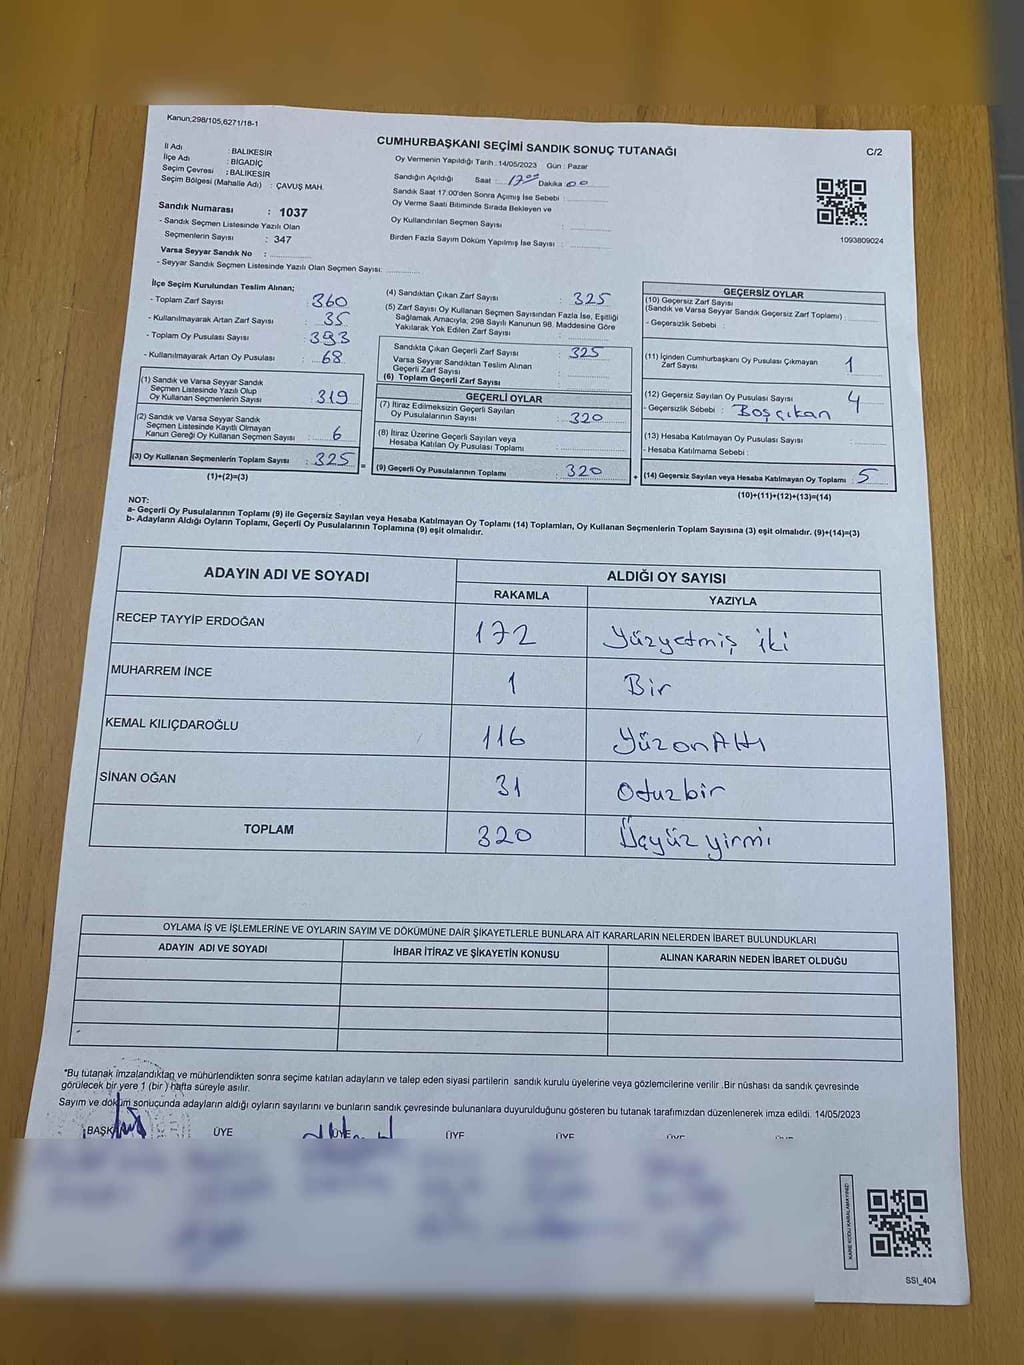 Kanun;298/105,6271/18-1
CUMHURBAŞKANI SEÇİMİ SANDIK SONUÇ TUTANAĞI
C/2
İl Adı : BALIKESİR
İlçe Adı : BİGADİÇ
Seçim Çevresi : BALIKESİR
Seçim Bölgesi (Mahalle Adı) : ÇAVUŞ MAH.
Sandık Numarası : 1037
- Sandık Seçmen Listesinde Yazılı Olan
Seçmenlerin Sayısı : 347
Varsa Seyyar Sandık No :
- Seyyar Sandık Seçmen Listesinde Yazılı Olan Seçmen Sayısı:
Oy Vermenin Yapıldığı Tarih : 14/05/2023 Gün : Pazar
Sandığın Açıldığı Saat : 17:00 Dakika : 00
Sandık Saat 17:00'den Sonra Açımış İse Sebebi :
Oy Verme Saati Bitiminde Sırada Bekleyen ve
Oy Kullandırılan Seçmen Sayısı :
Birden Fazla Sayım Döküm Yapılmış İse Sayısı :
1093809024
İlçe Seçim Kurulundan Teslim Alınan;
- Toplam Zarf Sayısı : 360
- Kullanılmayarak Artan Zarf Sayısı : 35
- Toplam Oy Pusulası Sayısı : 393
- Kullanılmayarak Artan Oy Pusulası : 68
(1) Sandık ve Varsa Seyyar Sandık
Seçmen Listesinde Yazılı Olup
Oy Kullanan Seçmenlerin Sayısı : 319
(2) Sandık ve Varsa Seyyar Sandık
Seçmen Listesinde Kayıtlı Olmayan
Kanun Gereği Oy Kullanan Seçmen Sayısı : 6
(3) Oy Kullanan Seçmenlerin Toplam Sayısı : 325
(1)+(2)=(3)
(4) Sandıktan Çıkan Zarf Sayısı : 325
(5) Zarf Sayısı Oy Kullanan Seçmen Sayısından Fazla İse, Eşitliği
Sağlamak Amacıyla, 298 Sayılı Kanunun 98. Maddesine Göre
Yakılarak Yok Edilen Zarf Sayısı :
Sandıkta Çıkan Geçerli Zarf Sayısı : 325
Varsa Seyyar Sandıktan Teslim Alınan
Geçerli Zarf Sayısı :
(6) Toplam Geçerli Zarf Sayısı :
GEÇERLİ OYLAR
(7) İtiraz Edilmeksizin Geçerli Sayılan
Oy Pusulalarının Sayısı : 320
(8) İtiraz Üzerine Geçerli Sayılan veya
Hesaba Katılan Oy Pusulası Toplamı :
=
(9) Geçerli Oy Pusulalarının Toplamı : 320
GEÇERSİZ OYLAR
(10) Geçersiz Zarf Sayısı
(Sandık ve Varsa Seyyar Sandık Geçersiz Zarf Toplamı) :
- Geçersizlik Sebebi :
(11) İçinden Cumhurbaşkanı Oy Pusulası Çıkmayan
Zarf Sayısı : 1
(12) Geçersiz Sayılan Oy Pusulası Sayısı : 4
- Geçersizlik Sebebi : Boşçıkan
(13) Hesaba Katılmayan Oy Pusulası Sayısı
- Hesaba Katılmama Sebebi :
+
(14) Geçersiz Sayılan veya Hesaba Katılmayan Oy Toplamı : 5
(10)+(11)+(12)+(13)=(14)
NOT:
a- Geçerli Oy Pusulalarının Toplamı (9) ile Geçersiz Sayılan veya Hesaba Katılmayan Oy Toplamı (14) Toplamları, Oy Kullanan Seçmenlerin Toplam Sayısına (3) eşit olmalıdır. (9)+(14)=(3)
b- Adayların Aldığı Oyların Toplamı, Geçerli Oy Pusulalarının Toplamına (9) eşit olmalıdır.
ADAYIN ADI VE SOYADI ALDIĞI OY SAYISI
RAKAMLA YAZIYLA
RECEP TAYYİP ERDOĞAN 172 Yüzyetmiş iki
MUHARREM İNCE 1 Bir
KEMAL KILIÇDAROĞLU 116 YüzonAltı
SİNAN OĞAN 31 Otuzbir
TOPLAM 320 Üçyüz yirmi
OYLAMA İŞ VE İŞLEMLERİNE VE OYLARIN SAYIM VE DÖKÜMÜNE DAİR ŞİKAYETLERLE BUNLARA AİT KARARLARIN NELERDEN İBARET BULUNDUKLARI
ADAYIN ADI VE SOYADI İHBAR İTİRAZ VE ŞİKAYETİN KONUSU ALINAN KARARIN NEDEN İBARET OLDUĞU
"Bu tutanak imzalandıktan ve mühürlendikten sonra seçime katılan adayların ve talep eden siyasi partilerin sandık kurulu üyelerine veya gözlemcilerine verilir .Bir nüshası da sandık çevresinde
görülecek bir yere 1 (bir ) hafta süreyle asılır.
Sayım ve döküm sonucunda adayların aldığı oyların sayılarını ve bunların sandık çevresinde bulunanlara duyurulduğunu gösteren bu tutanak tarafımızdan düzenlenerek imza edildi. 14/05/2023
BAŞKAN ÜYE ÜYE ÜYE ÜYE ÜYE
KARE KODU KARALAMAYINIZ!
SSI_404